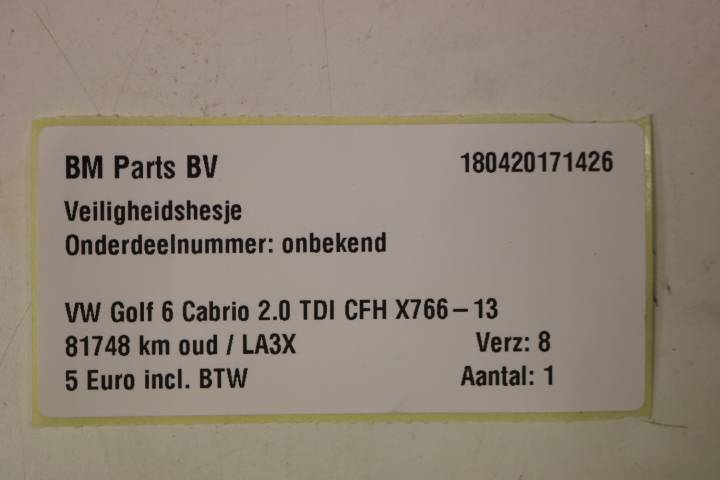 BM Parts BV 180420171426
Veiligheidshesje
Onderdeelnummer: onbekend
VW Golf 6 Cabrio 2.0 TDI CFH X766-13
81748 km oud / LA3X Verz: 8
5 Euro incl. BTW Aantal: 1